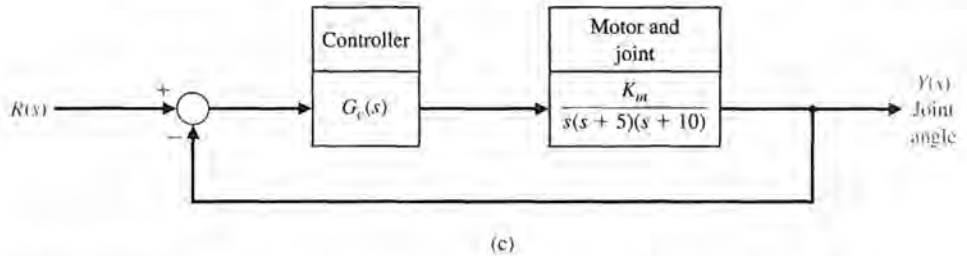 Controller
Motor and
joint
+
R(s)
G_c(s)
K_m
s(s + 5)(s + 10)
Y(s)
Joint
angle
−
(c)